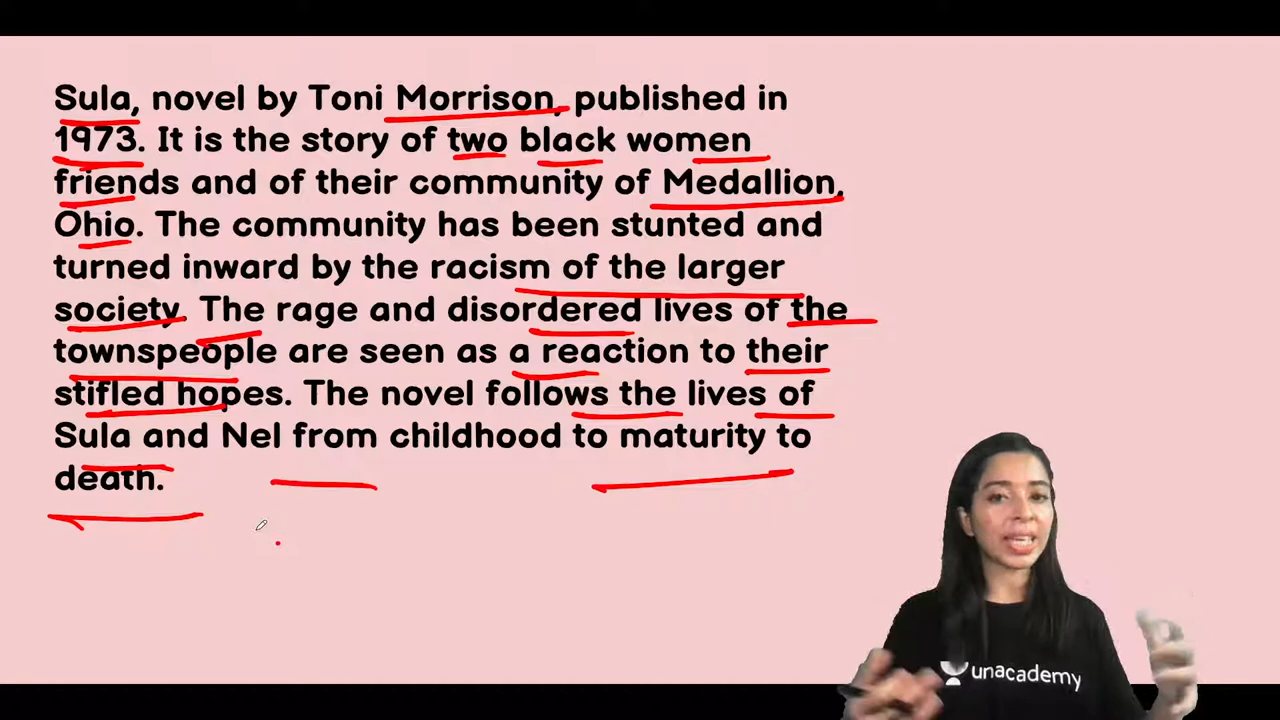 Sula, novel by Toni Morrison, published in
1973. It is the story of two black women
friends and of their community of Medallion,
Ohio. The community has been stunted and
turned inward by the racism of the larger
society. The rage and disordered lives of the
townspeople are seen as a reaction to their
stifled hopes. The novel follows the lives of
Sula and Nel from childhood to maturity to
death.
unacademy